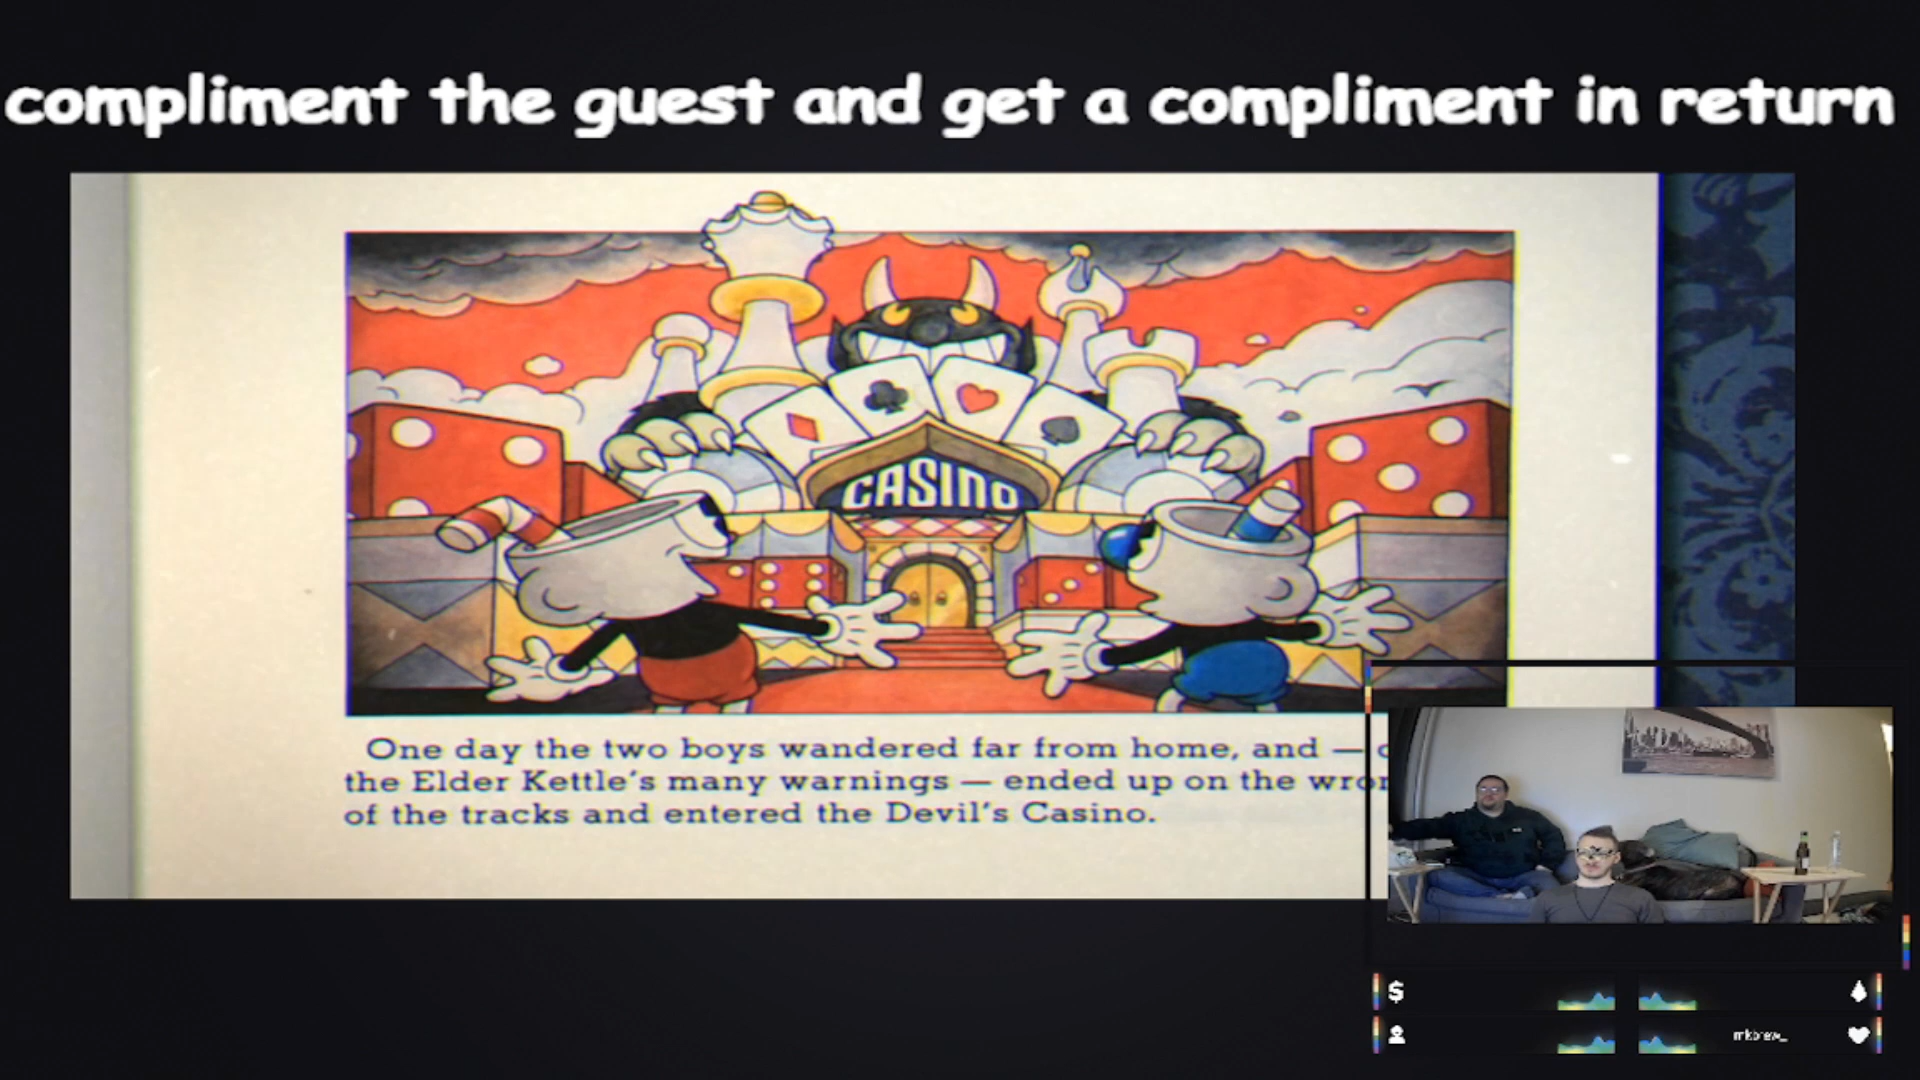 compliment the guest and get a compliment in return
CASINO
One day the two boys wandered far from home, and —
the Elder Kettle's many warnings — ended up on the
of the tracks and entered the Devil's Casino.
$
mkbrew_